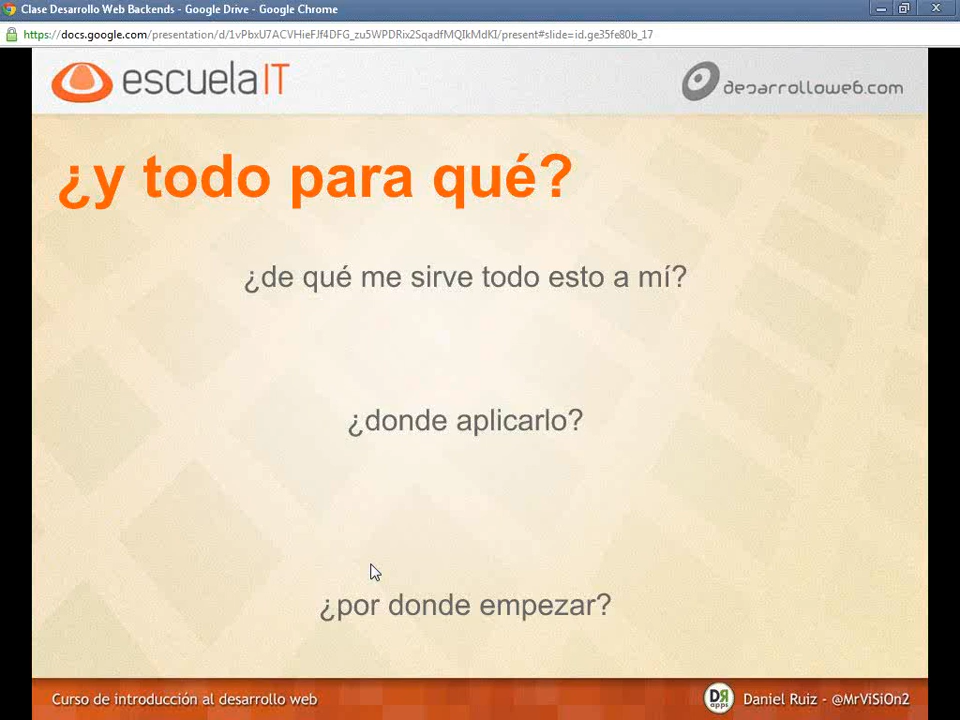 Clase Desarrollo Web Backends - Google Drive - Google Chrome
https://docs.google.com/presentation/d/1vPbxU7ACVHieFJf4DFG_zu5WPDRix2SqadfMQIkMdKI/present#slide=id.ge35fe80b_17
escuelaIT
desarrolloweb.com
¿y todo para qué?
¿de qué me sirve todo esto a mí?
¿donde aplicarlo?
¿por donde empezar?
Curso de introducción al desarrollo web
DR apps
Daniel Ruiz - @MrViSiOn2